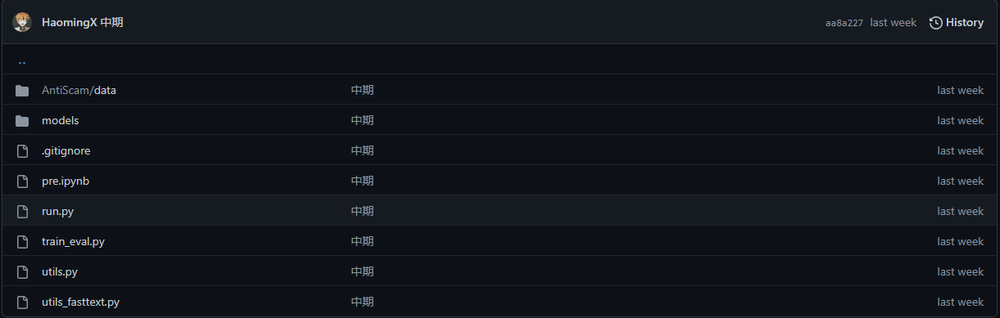 HaomingX 中期 aa8a227 last week History
..
AntiScam/data 中期 last week
models 中期 last week
.gitignore 中期 last week
pre.ipynb 中期 last week
run.py 中期 last week
train_eval.py 中期 last week
utils.py 中期 last week
utils_fasttext.py 中期 last week